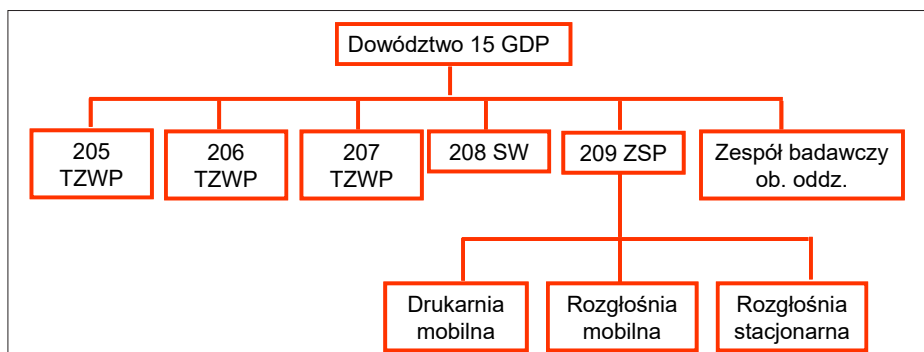 Dowództwo 15 GDP
205
TZWP
206
TZWP
207
TZWP
208 SW
209 ZSP
Zespół badawczy
ob. oddz.
Drukarnia
mobilna
Rozgłośnia
mobilna
Rozgłośnia
stacjonarna